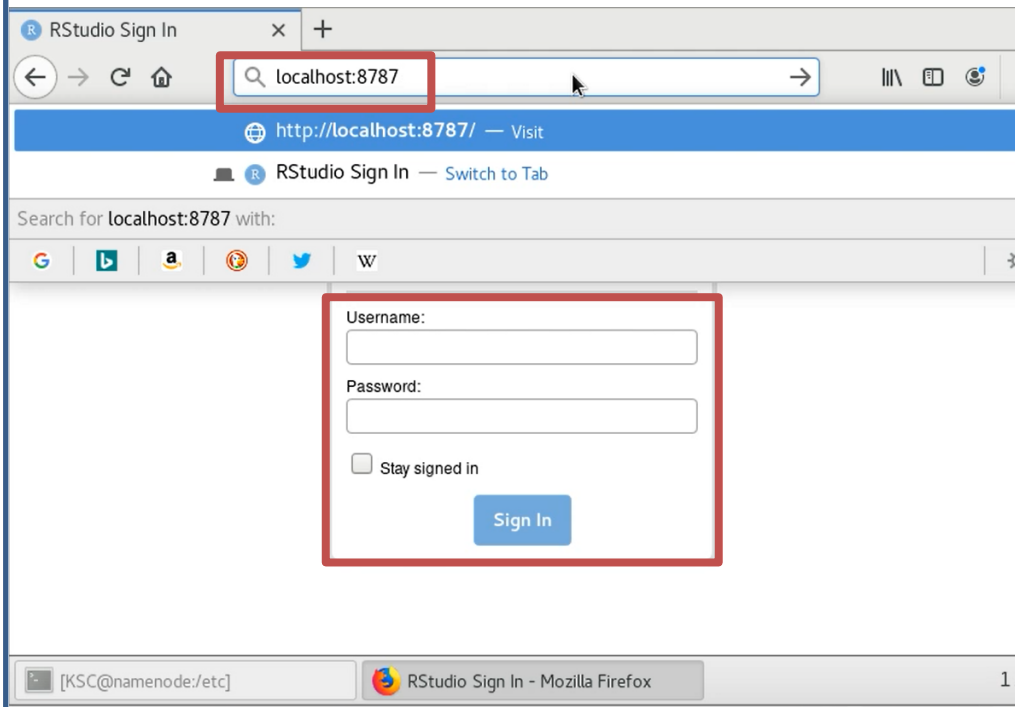 RStudio Sign In
localhost:8787
http://localhost:8787/ — Visit
RStudio Sign In — Switch to Tab
Search for localhost:8787 with:
Username:
Password:
Stay signed in
Sign In
[KSC@namenode:/etc] RStudio Sign In - Mozilla Firefox 1